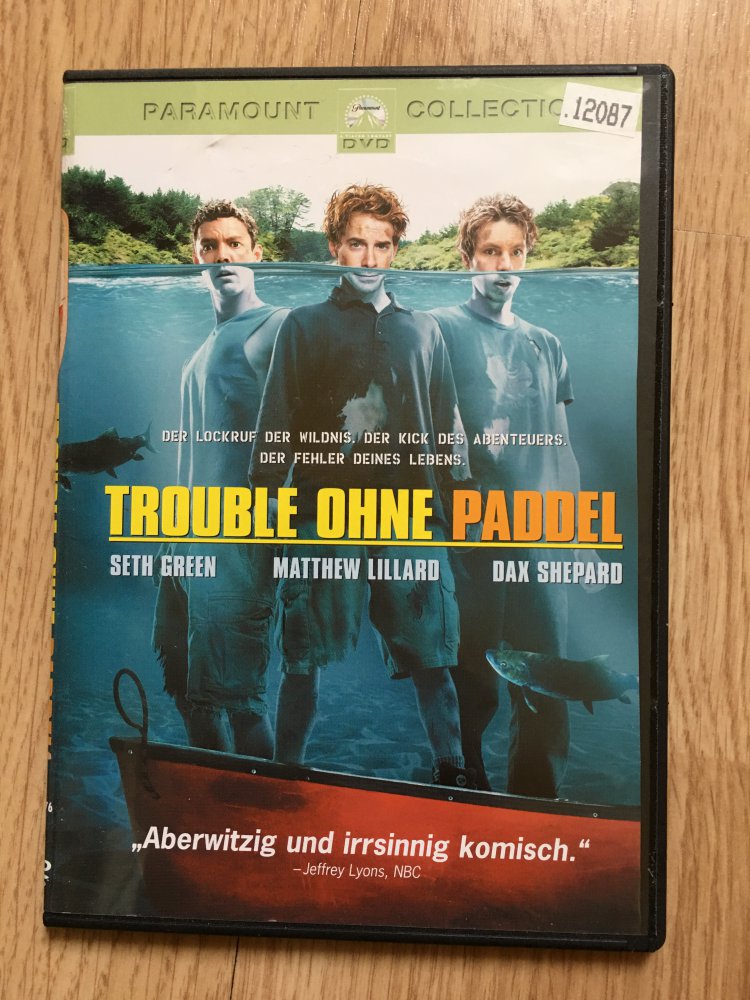 PARAMOUNT
COLLECTIO
.12087
Paramount
DVD
DER LOCKRUF DER WILDNIS. DER KICK DES ABENTEUERS.
DER FEHLER DEINES LEBENS.
TROUBLE OHNE PADDEL
SETH GREEN MATTHEW LILLARD DAX SHEPARD
„Aberwitzig und irrsinnig komisch.“
– Jeffrey Lyons, NBC